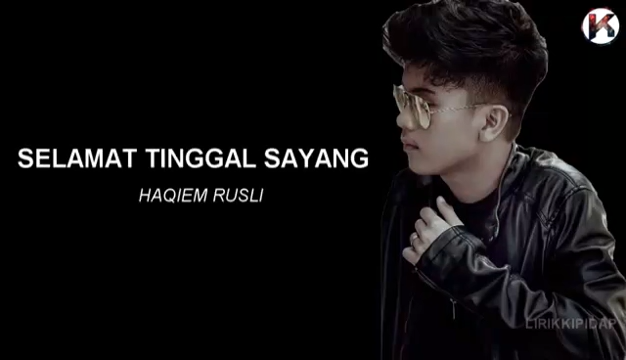 SELAMAT TINGGAL SAYANG
HAQIEM RUSLI
K
LIRIKKIPIDAP